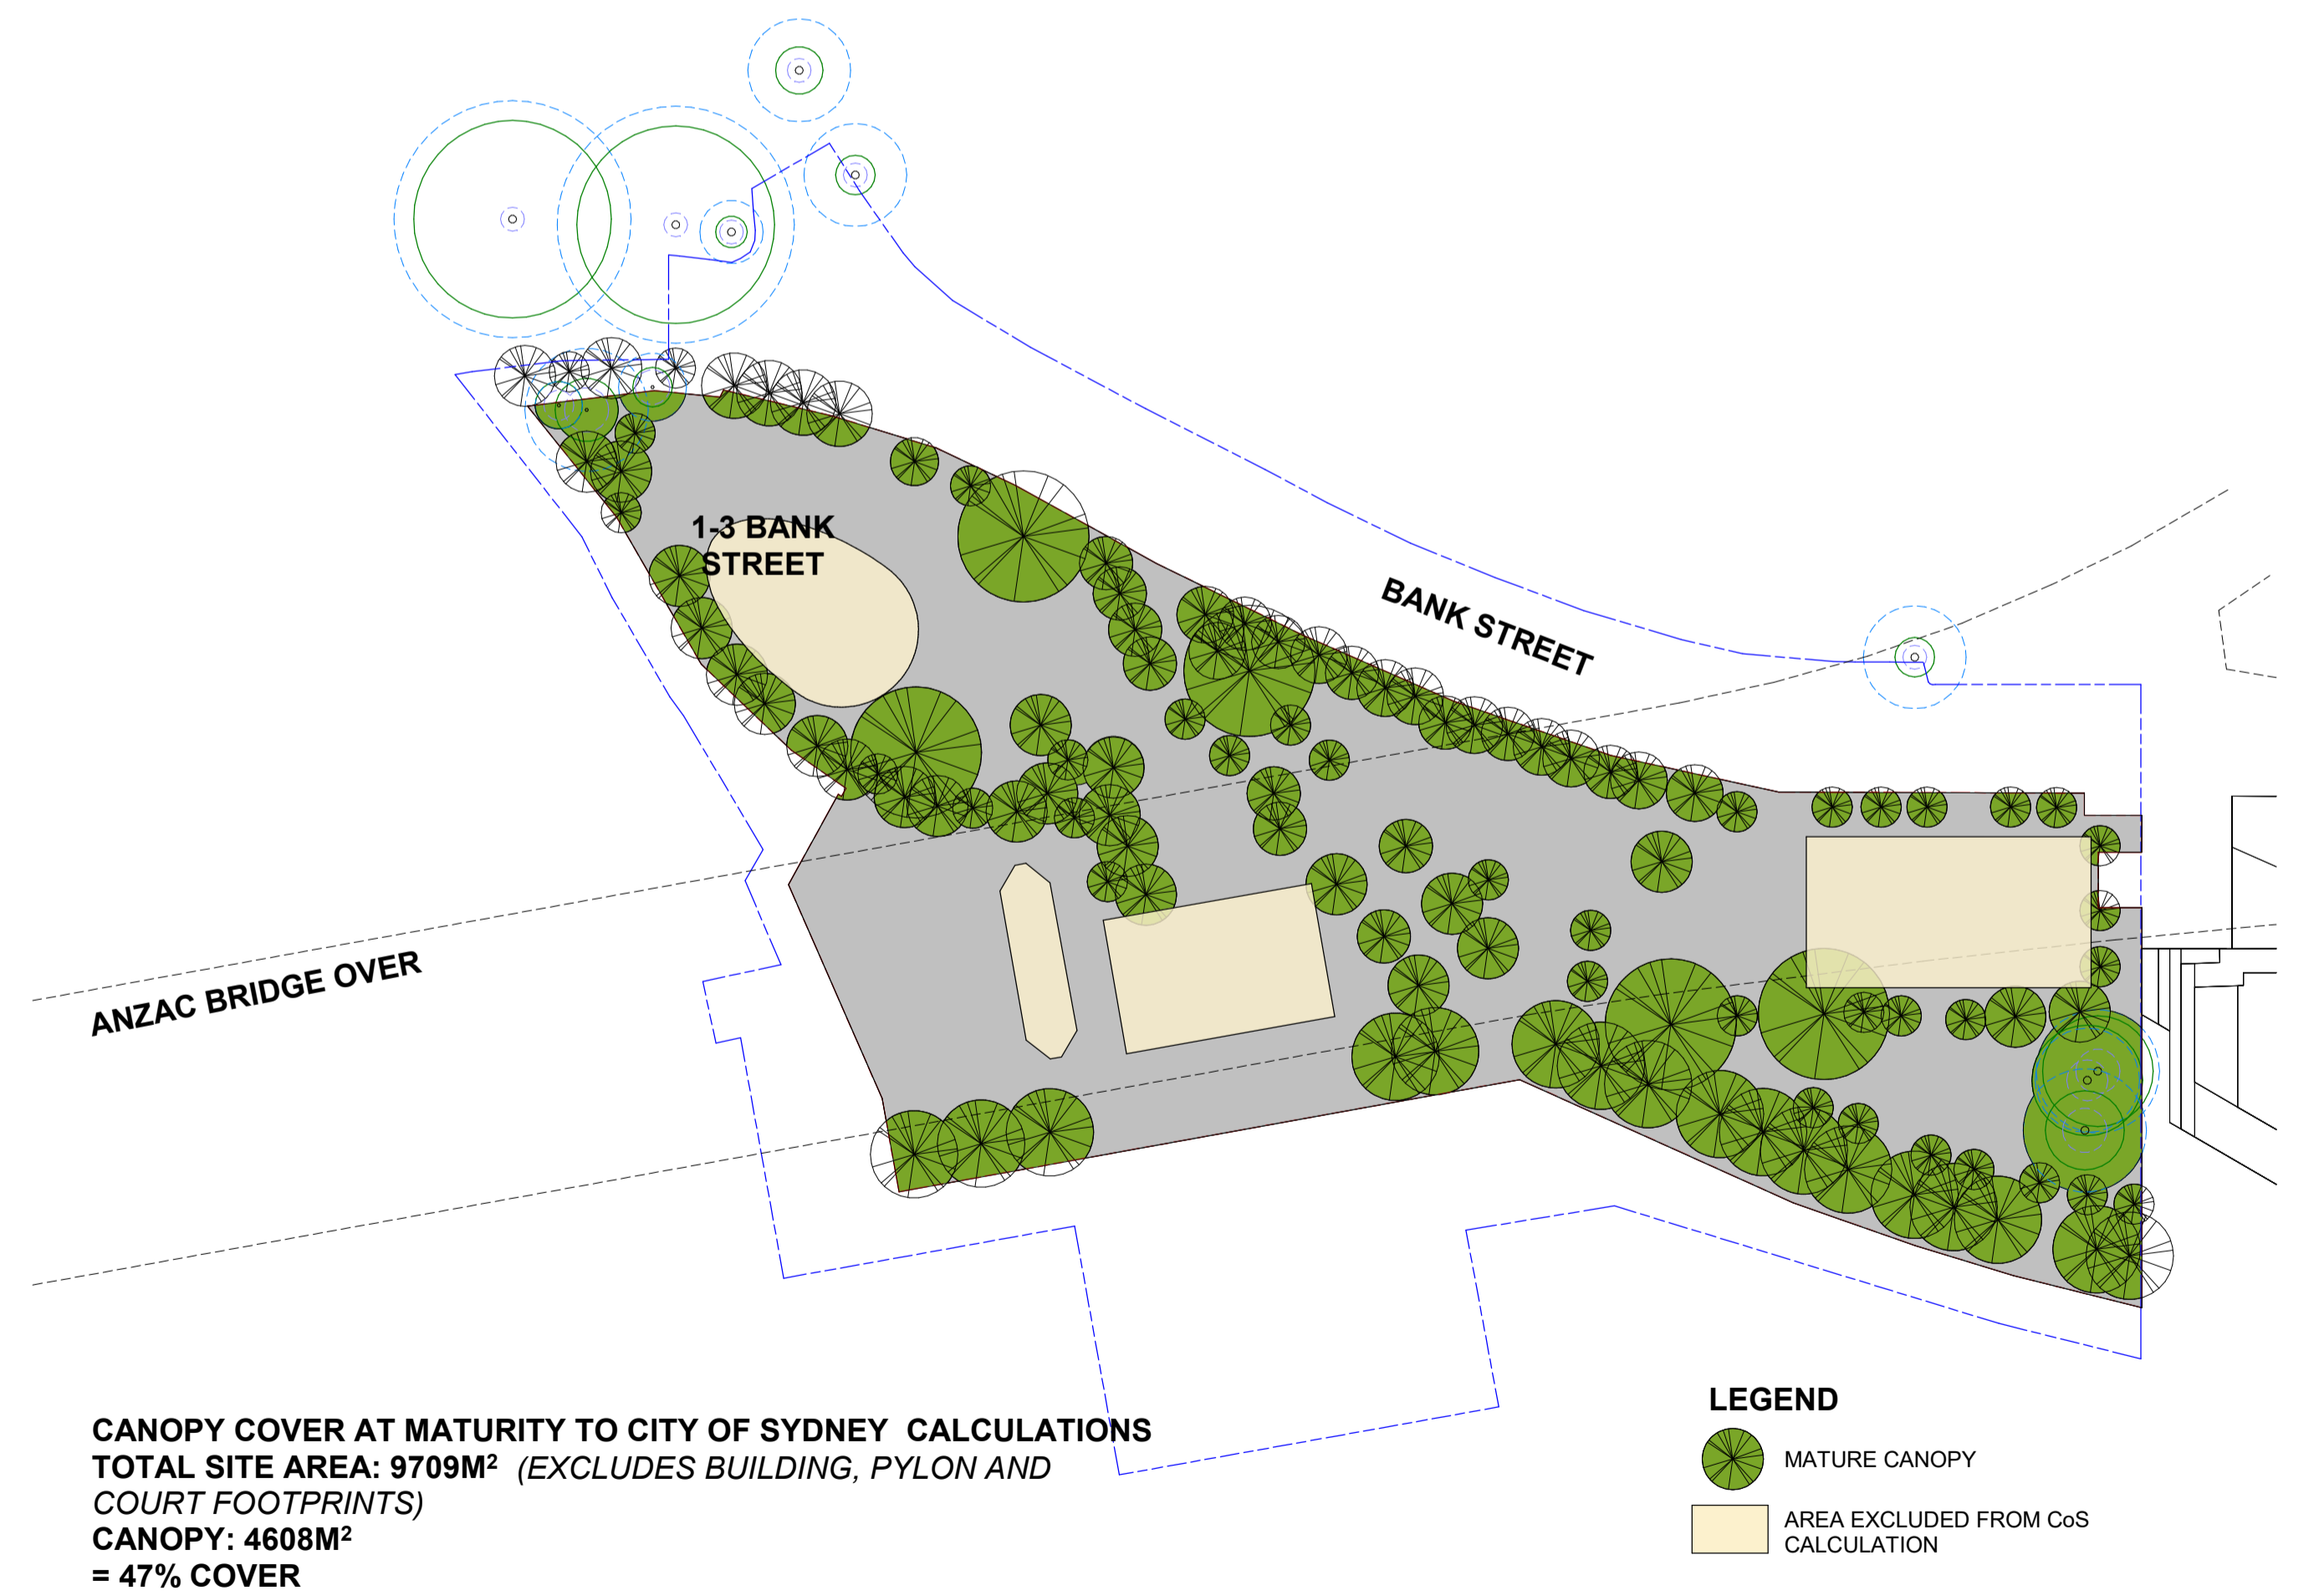 1-3 BANK
STREET
BANK STREET
ANZAC BRIDGE OVER
CANOPY COVER AT MATURITY TO CITY OF SYDNEY CALCULATIONS
TOTAL SITE AREA: 9709M² (EXCLUDES BUILDING, PYLON AND
COURT FOOTPRINTS)
CANOPY: 4608M²
= 47% COVER
LEGEND
MATURE CANOPY
AREA EXCLUDED FROM CoS
CALCULATION